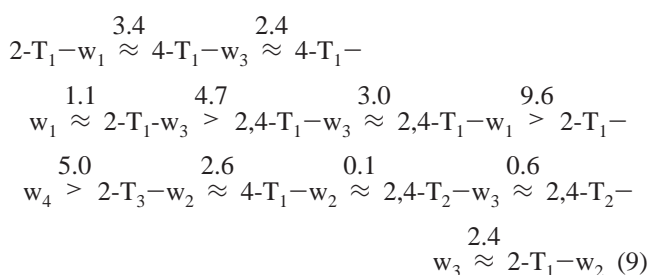 3.4 2.4
2-T₁−w₁ ≈ 4-T₁−w₃ ≈ 4-T₁−
1.1 4.7 3.0 9.6
w₁ ≈ 2-T₁-w₃ > 2,4-T₁−w₃ ≈ 2,4-T₁−w₁ > 2-T₁−
5.0 2.6 0.1 0.6
w₄ > 2-T₃−w₂ ≈ 4-T₁−w₂ ≈ 2,4-T₂−w₃ ≈ 2,4-T₂−
2.4
w₃ ≈ 2-T₁−w₂ (9)